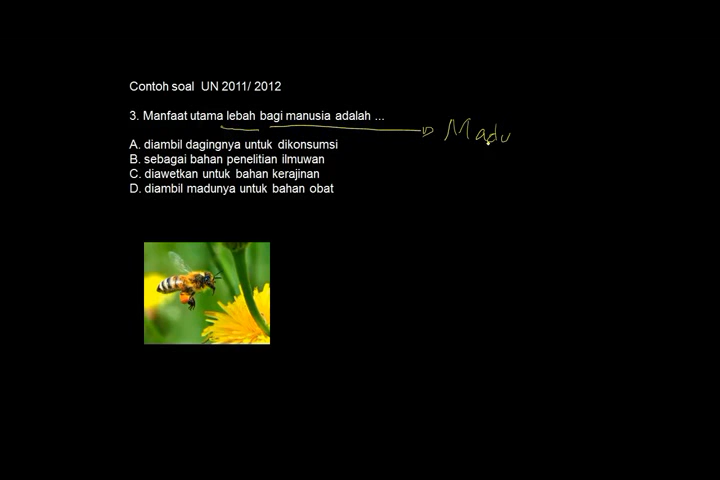 Contoh soal UN 2011/ 2012
3. Manfaat utama lebah bagi manusia adalah ...
Madu
A. diambil dagingnya untuk dikonsumsi
B. sebagai bahan penelitian ilmuwan
C. diawetkan untuk bahan kerajinan
D. diambil madunya untuk bahan obat